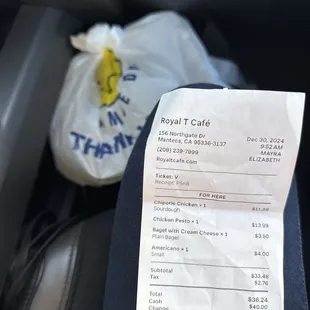 THANK
Royal T Café
156 Northgate Dr
Manteca, CA 95336-3137
(209) 239-7999
Royaltcafe.com
Dec 30, 2024
9:52 AM
MAYRA
ELIZABETH
Ticket: V
Receipt:
FOR HERE
Chipotle Chicken × 1
Sourdough
Chicken Pesto × 1 $13.99
Bagel with Cream Cheese × 1 $3.50
Plain Bagel
Americano × 1 $4.00
Small
Subtotal $33.48
Tax $2.76
Total $36.24
Cash $40.00
Change